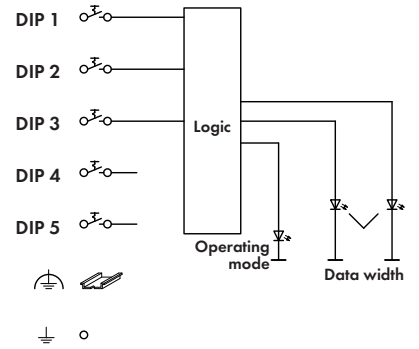 DIP 1
DIP 2
DIP 3
Logic
DIP 4
DIP 5
Operating
mode
Data width